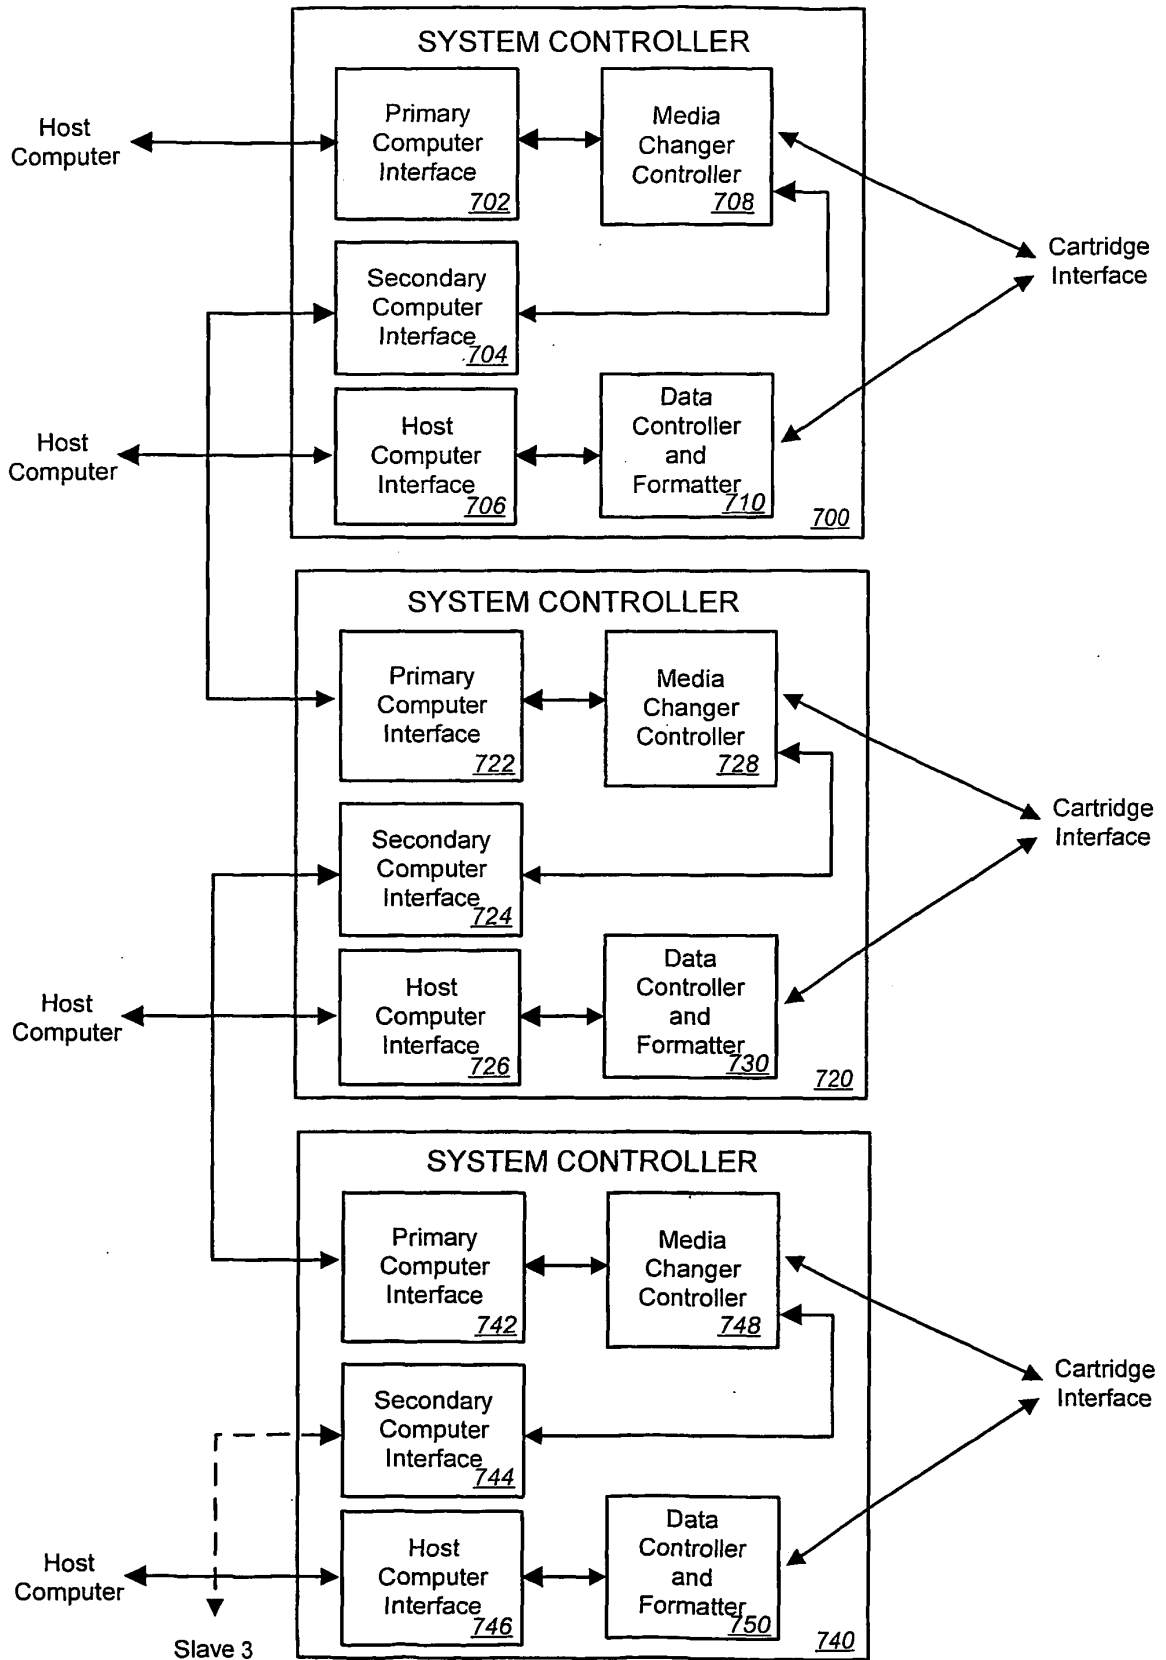 SYSTEM CONTROLLER
Primary
Computer
Interface
702
Media
Changer
Controller
708
Host
Computer
Secondary
Computer
Interface
704
Cartridge
Interface
Host
Computer
Interface
706
Data
Controller
and
Formatter
710
Host
Computer
700
SYSTEM CONTROLLER
Primary
Computer
Interface
722
Media
Changer
Controller
728
Secondary
Computer
Interface
724
Cartridge
Interface
Host
Computer
Interface
726
Data
Controller
and
Formatter
730
Host
Computer
720
SYSTEM CONTROLLER
Primary
Computer
Interface
742
Media
Changer
Controller
748
Secondary
Computer
Interface
744
Cartridge
Interface
Host
Computer
Interface
746
Data
Controller
and
Formatter
750
Host
Computer
740
Slave 3